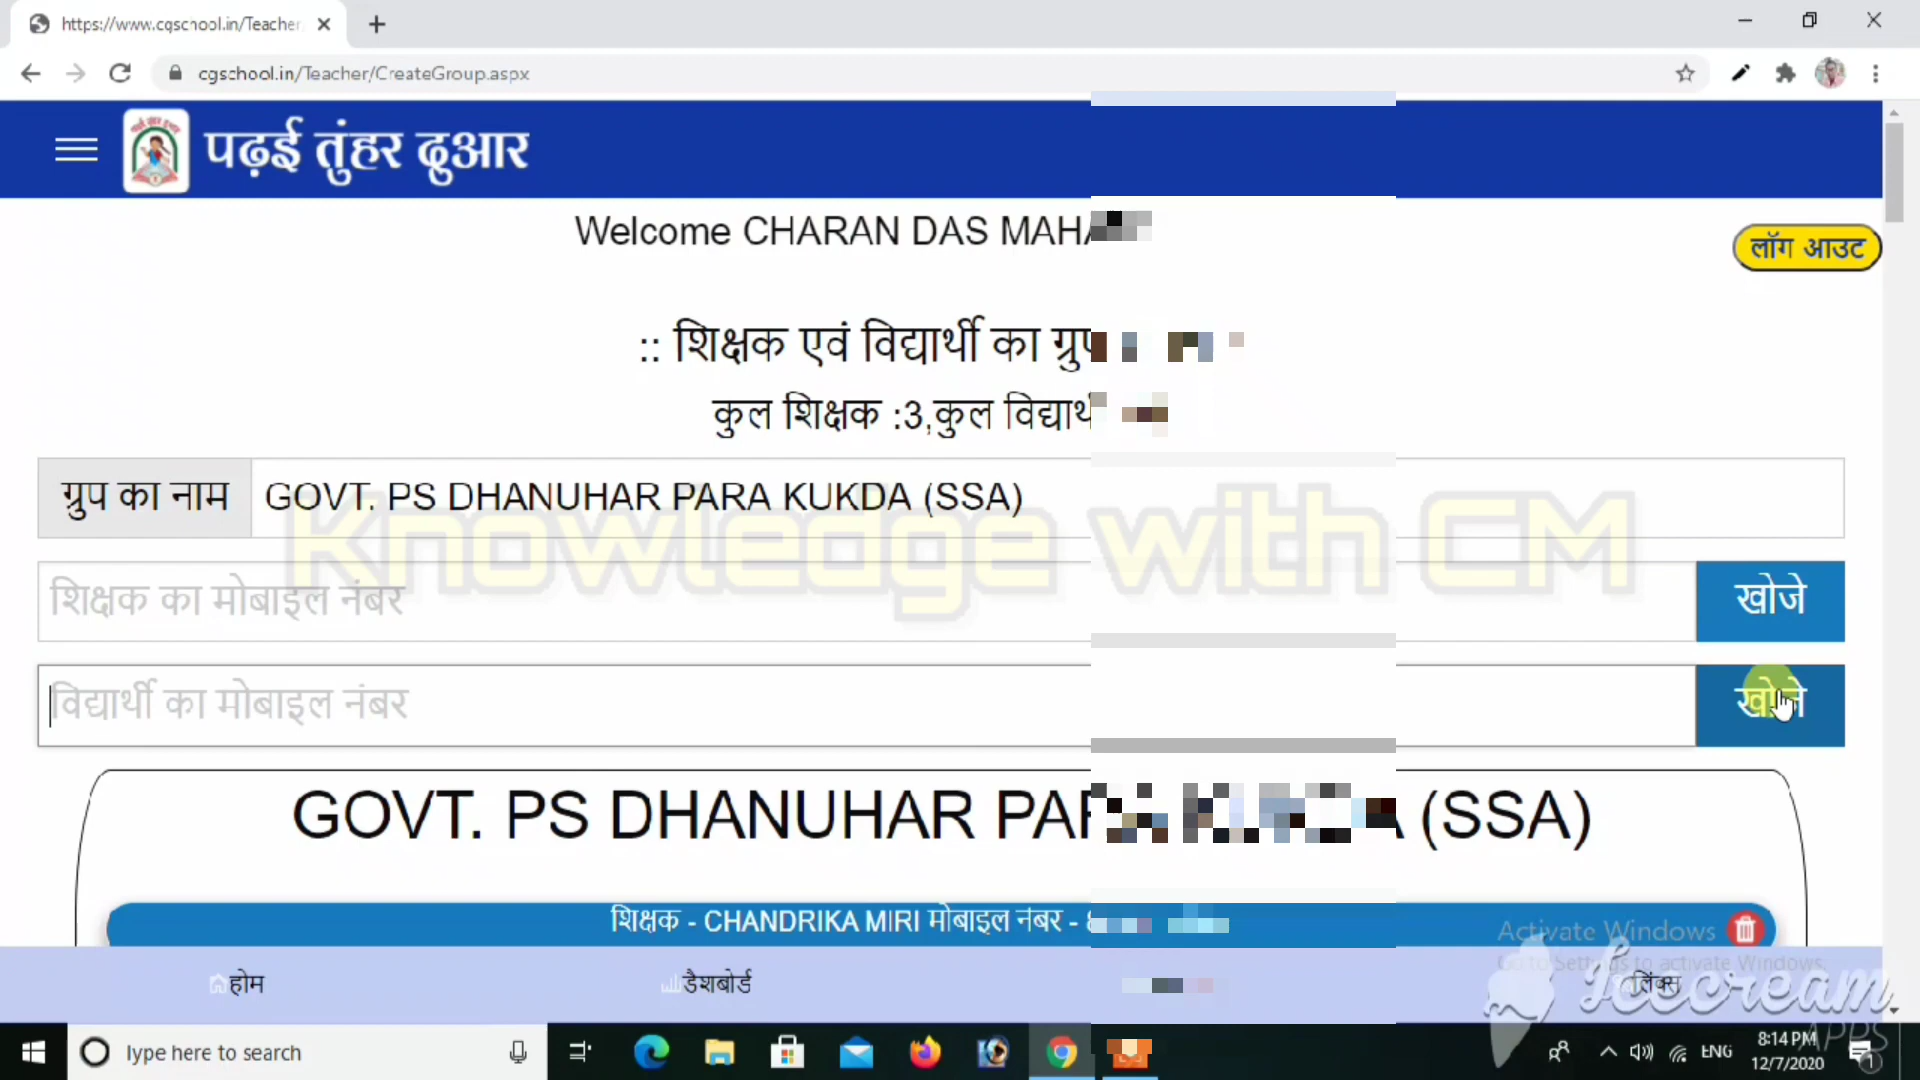 https://www.cgschool.in/Teacher
cgschool.in/Teacher/CreateGroup.aspx
पढ़ई तुंहर दुआर
Welcome CHARAN DAS
लॉग आउट
:: शिक्षक एवं विद्यार्थी का
कुल शिक्षक :3,कुल
ग्रुप का नाम GOVT. PS DHANUHAR PARA KUKDA (SSA)
Knowledge with CM
शिक्षक का मोबाइल नंबर खोजे
विद्यार्थी का मोबाइल नंबर खोजे
GOVT. PS DHANUHAR (SSA)
शिक्षक - CHANDRIKA MIRI मोबाइल नंबर -
Activate Windows
Go to Settings to activate Windows.
होम डैशबोर्ड लिंक्स
Icecream
APPS
Type here to search
ENG
8:14 PM
12/7/2020
1